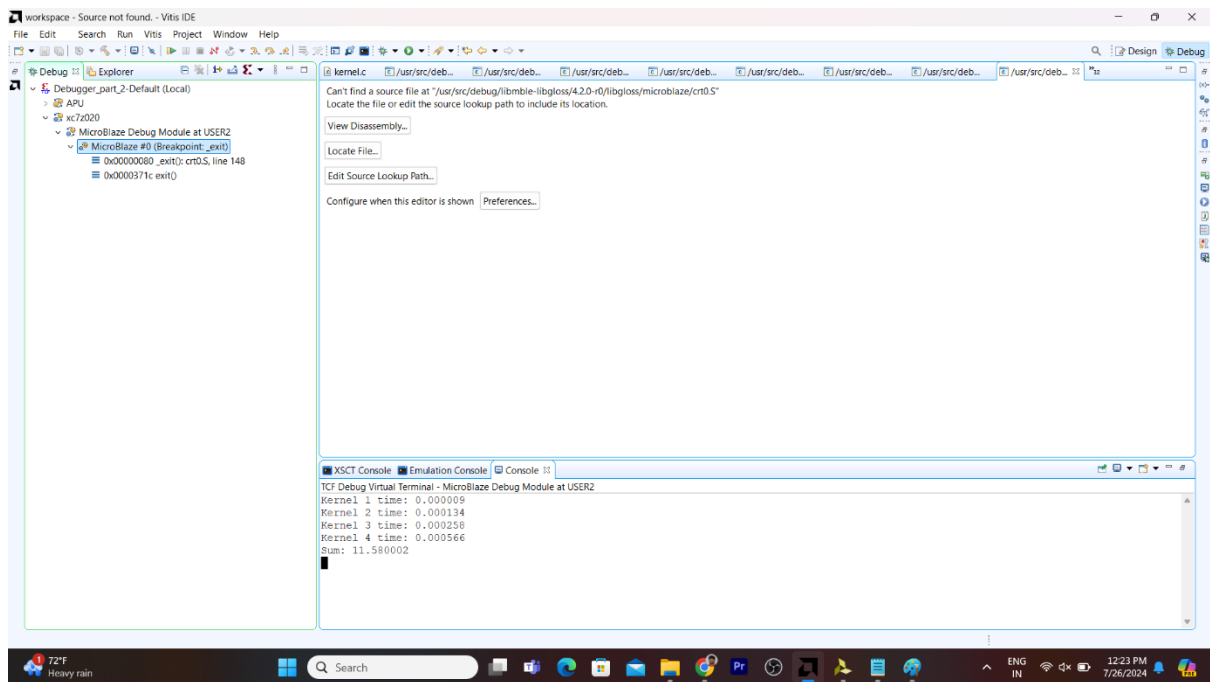 workspace - Source not found. - Vitis IDE
File Edit Search Run Vitis Project Window Help
Design Debug
Debug Explorer
kernel.c /usr/src/deb... /usr/src/deb... /usr/src/deb... /usr/src/deb... /usr/src/deb... /usr/src/deb... /usr/src/deb... /usr/src/deb... »12
Debugger_part_2-Default (Local)
APU
xc7z020
MicroBlaze Debug Module at USER2
MicroBlaze #0 (Breakpoint: _exit)
0x00000080 _exit(): crt0.S, line 148
0x0000371c exit()
Can't find a source file at "/usr/src/debug/libmble-libgloss/4.2.0-r0/libgloss/microblaze/crt0.S"
Locate the file or edit the source lookup path to include its location.
View Disassembly...
Locate File...
Edit Source Lookup Path...
Configure when this editor is shown Preferences...
XSCT Console Emulation Console Console
TCF Debug Virtual Terminal - MicroBlaze Debug Module at USER2
Kernel 1 time: 0.000009
Kernel 2 time: 0.000134
Kernel 3 time: 0.000258
Kernel 4 time: 0.000566
Sum: 11.580002
1
72°F
Heavy rain
Search
Pr
ENG
IN
12:23 PM
7/26/2024